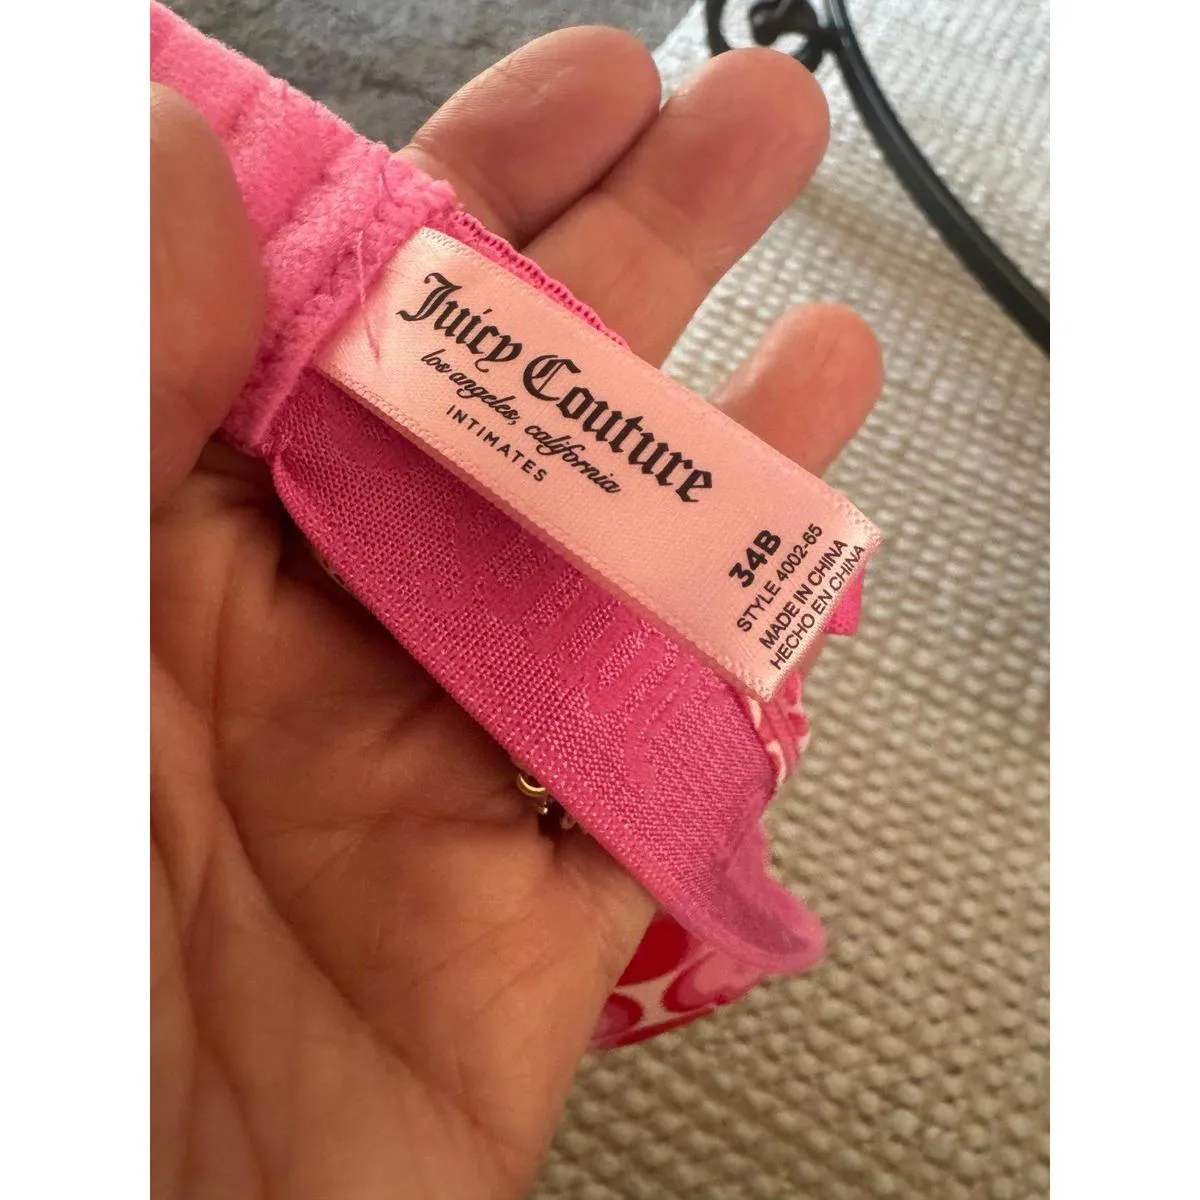 Juicy Couture
los angeles, california
INTIMATES
34B
STYLE 4002-65
MADE IN CHINA
HECHO EN CHINA